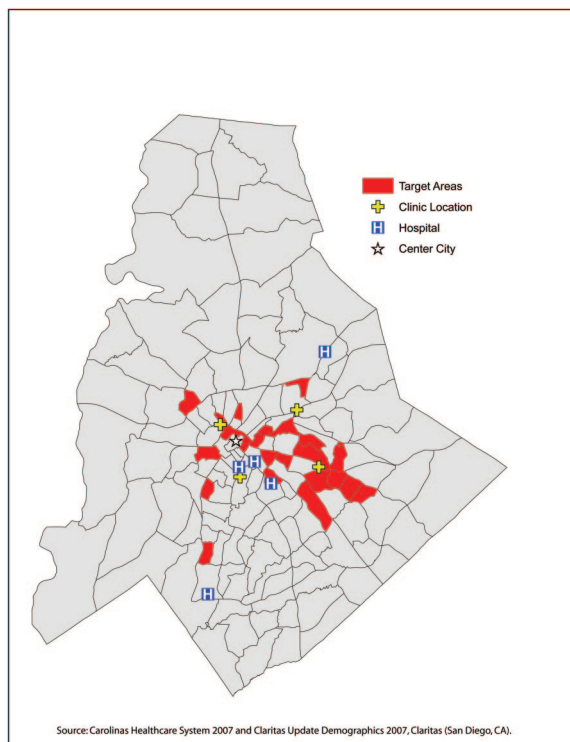 Target Areas
Clinic Location
H Hospital
Center City
H
H
H
H
H
Source: Carolinas Healthcare System 2007 and Claritas Update Demographics 2007, Claritas (San Diego, CA).